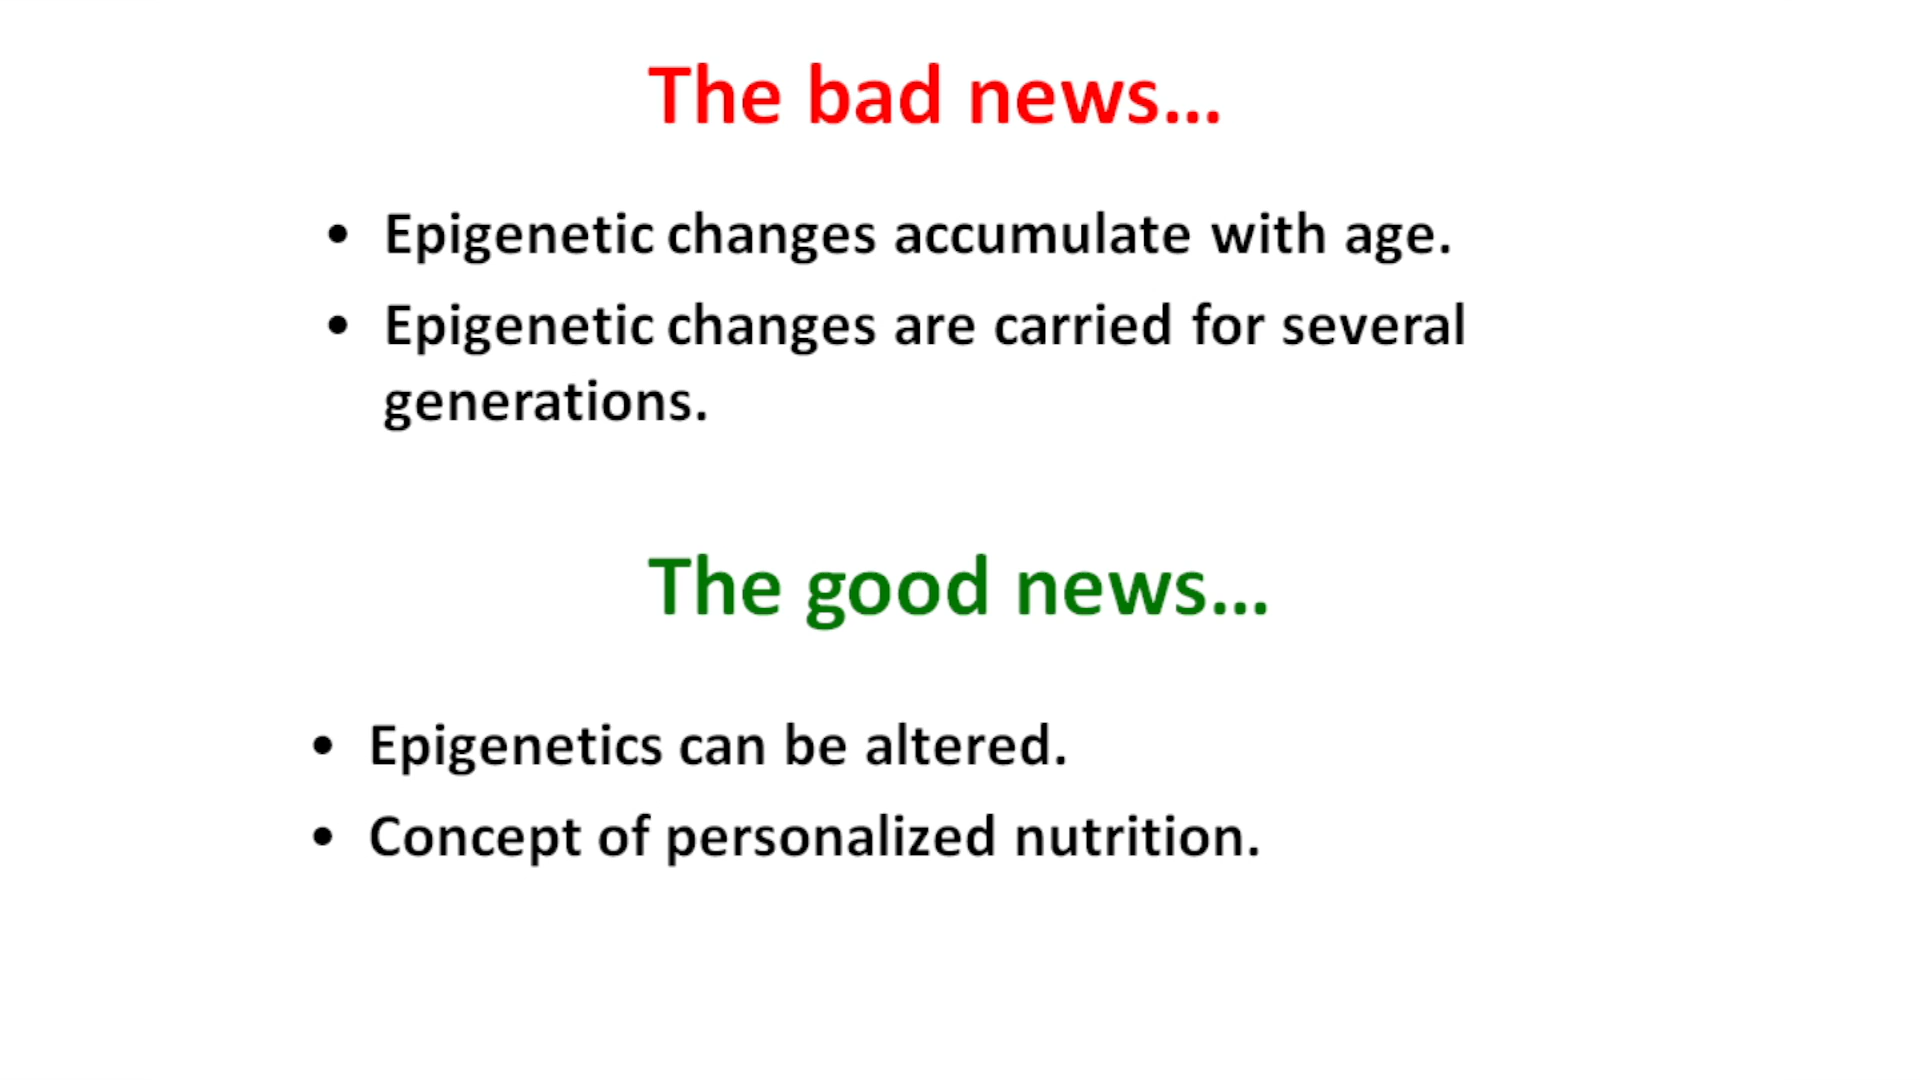 The bad news...
• Epigenetic changes accumulate with age.
• Epigenetic changes are carried for several
generations.
The good news...
• Epigenetics can be altered.
• Concept of personalized nutrition.